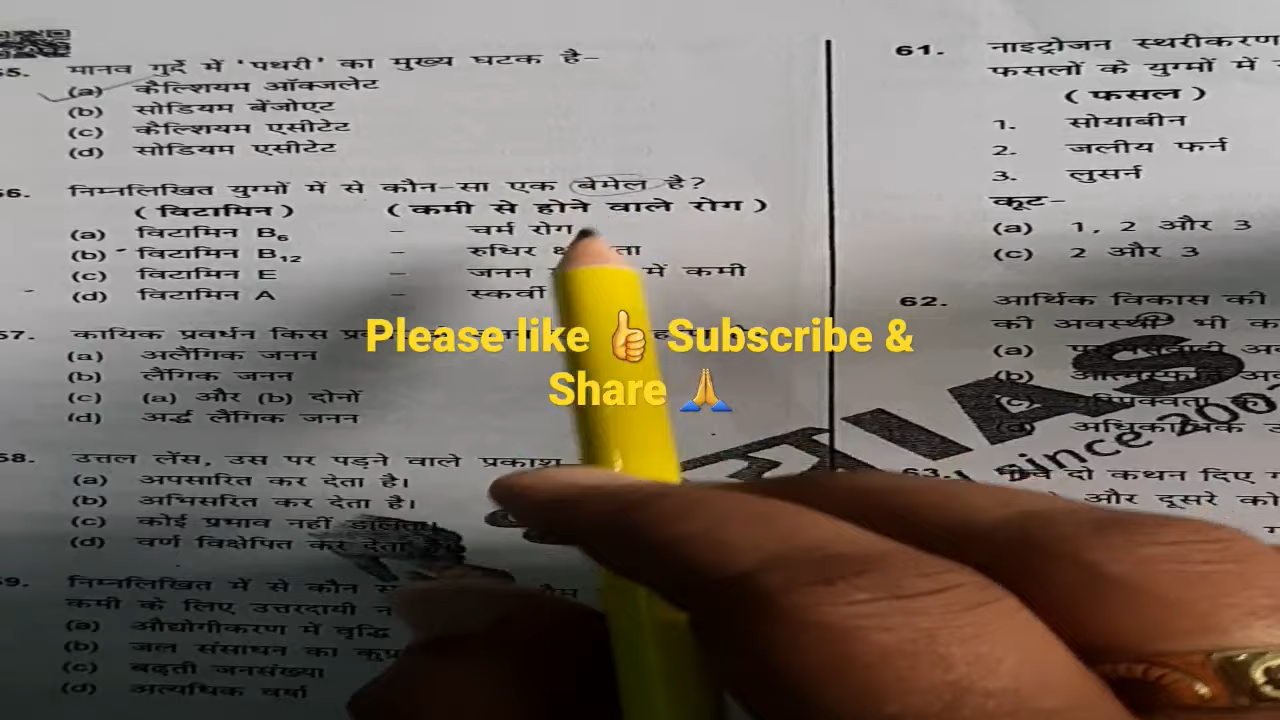 55. मानव गुर्दे में 'पथरी' का मुख्य घटक है-
(a) कैल्शियम ऑक्जलेट
(b) सोडियम बेंजोएट
(c) कैल्शियम एसीटेट
(d) सोडियम एसीटेट
56. निम्नलिखित युग्मों में से कौन-सा एक बेमेल है?
( विटामिन ) ( कमी से होने वाले रोग )
(a) विटामिन B6 - चर्म रोग
(b) विटामिन B12 - रुधिर
(c) विटामिन E - जनन में कमी
(d) विटामिन A - स्कर्वी
57. कायिक प्रवर्धन किस
(a) अलैंगिक जनन
(b) लैंगिक जनन
(c) (a) और (b) दोनों
(d) अर्द्ध लैंगिक जनन
58. उत्तल लेंस, उस पर पड़ने वाले प्रकाश
(a) अपसारित कर देता है।
(b) अभिसरित कर देता है।
(c) कोई प्रभाव नहीं डालता।
(d) वर्ण विक्षेपित कर देता
59. निम्नलिखित में से कौन
कमी के लिए उत्तरदायी
(a) औद्योगीकरण में वृद्धि
(b) जल संसाधन का
(c) बढ़ती जनसंख्या
(d) अत्यधिक वर्षा
Please like 👍 Subscribe &
Share 🙏
61. नाइट्रोजन स्थरीकरण
फसलों के युग्मों में
( फसल )
1. सोयाबीन
2. जलीय फर्न
3. लुसर्न
कूट-
(a) 1, 2 और 3
(c) 2 और 3
62. आर्थिक विकास की
की अवस्था भी
(a)
(b)
(c)
(d)
IAS
Since
63. दो कथन दिए
और दूसरे को